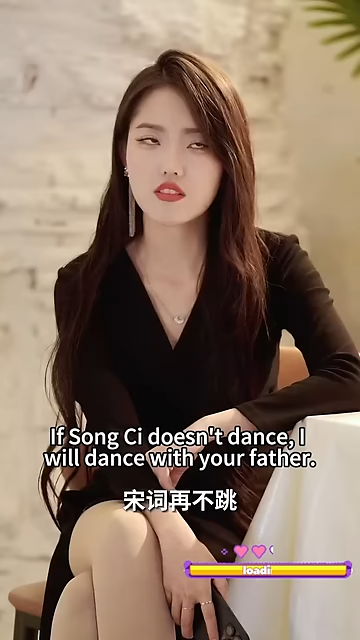 If Song Ci doesn't dance, I
will dance with your father.
宋词再不跳
loadi